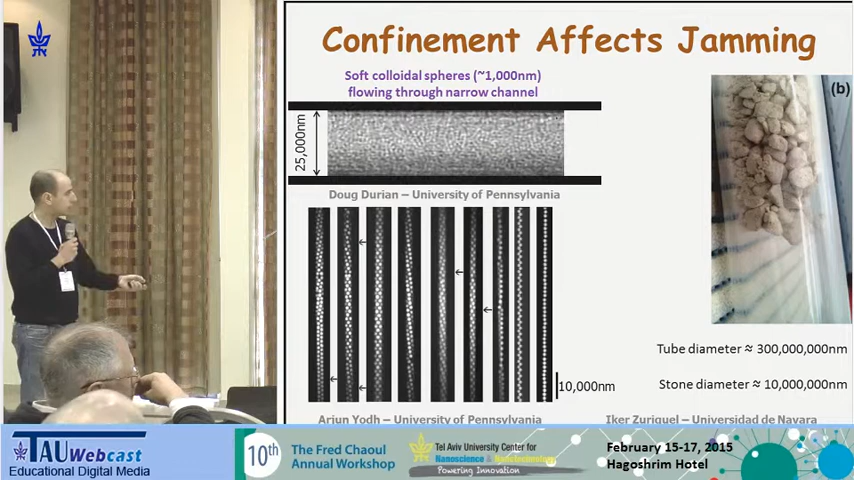 Confinement Affects Jamming
Soft colloidal spheres (~1,000nm)
flowing through narrow channel
25,000nm
Doug Durian – University of Pennsylvania
10,000nm
Arjun Yodh – University of Pennsylvania
(b)
Tube diameter ≈ 300,000,000nm
Stone diameter ≈ 10,000,000nm
Iker Zuriguel – Universidad de Navara
TAU Webcast
Educational Digital Media
10th
The Fred Chaoul
Annual Workshop
Tel Aviv University Center for
Nanoscience & Nanotechnology
Powering Innovation
February 15-17, 2015
Hagoshrim Hotel